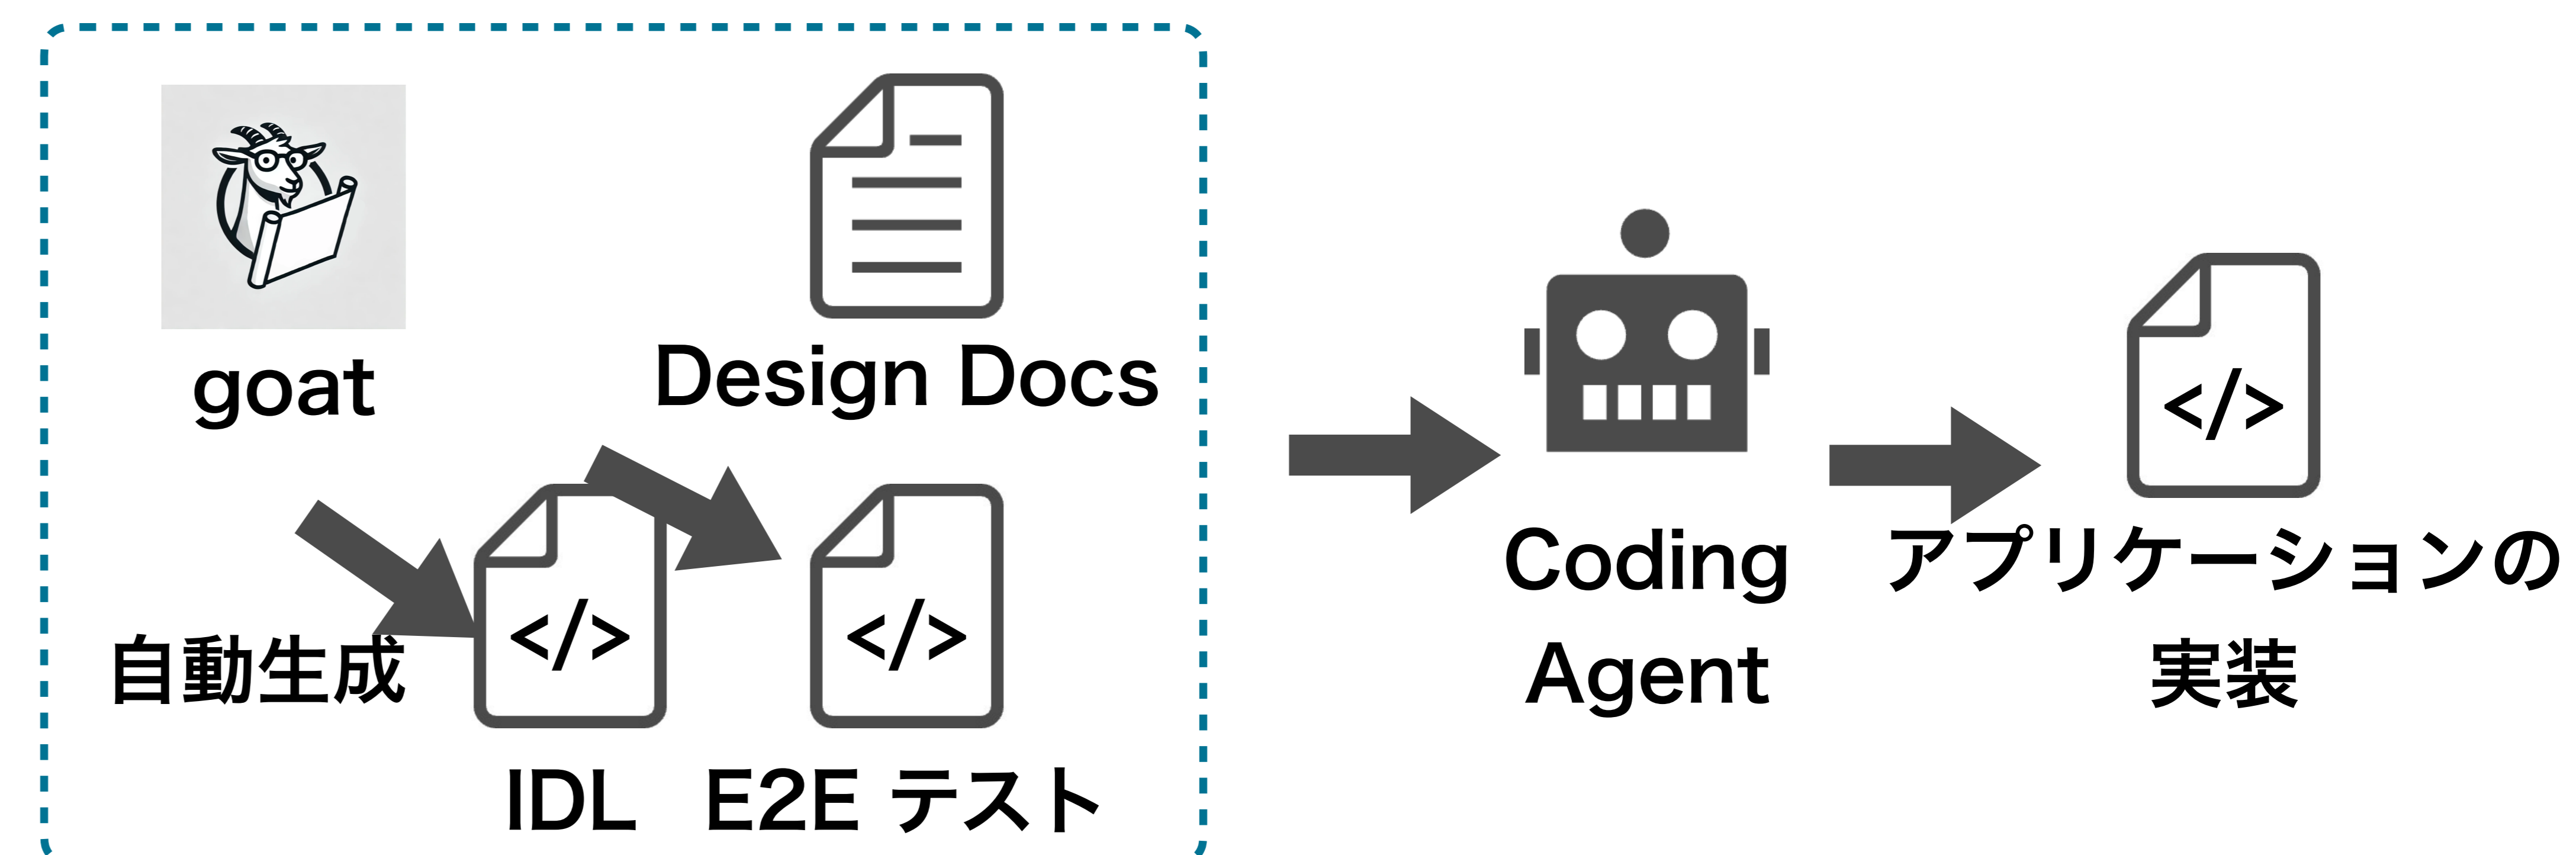 goat
Design Docs
自動生成
</>
</>
IDL
E2E テスト
Coding
Agent
</>
アプリケーションの
実装